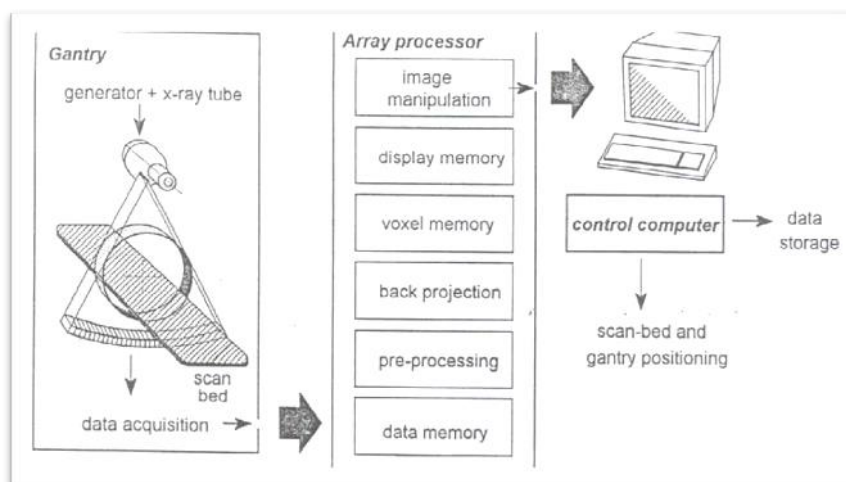 Gantry
generator + x-ray tube
scan
bed
data acquisition
Array processor
image
manipulation
display memory
voxel memory
back projection
pre-processing
data memory
control computer
data
storage
scan-bed and
gantry positioning